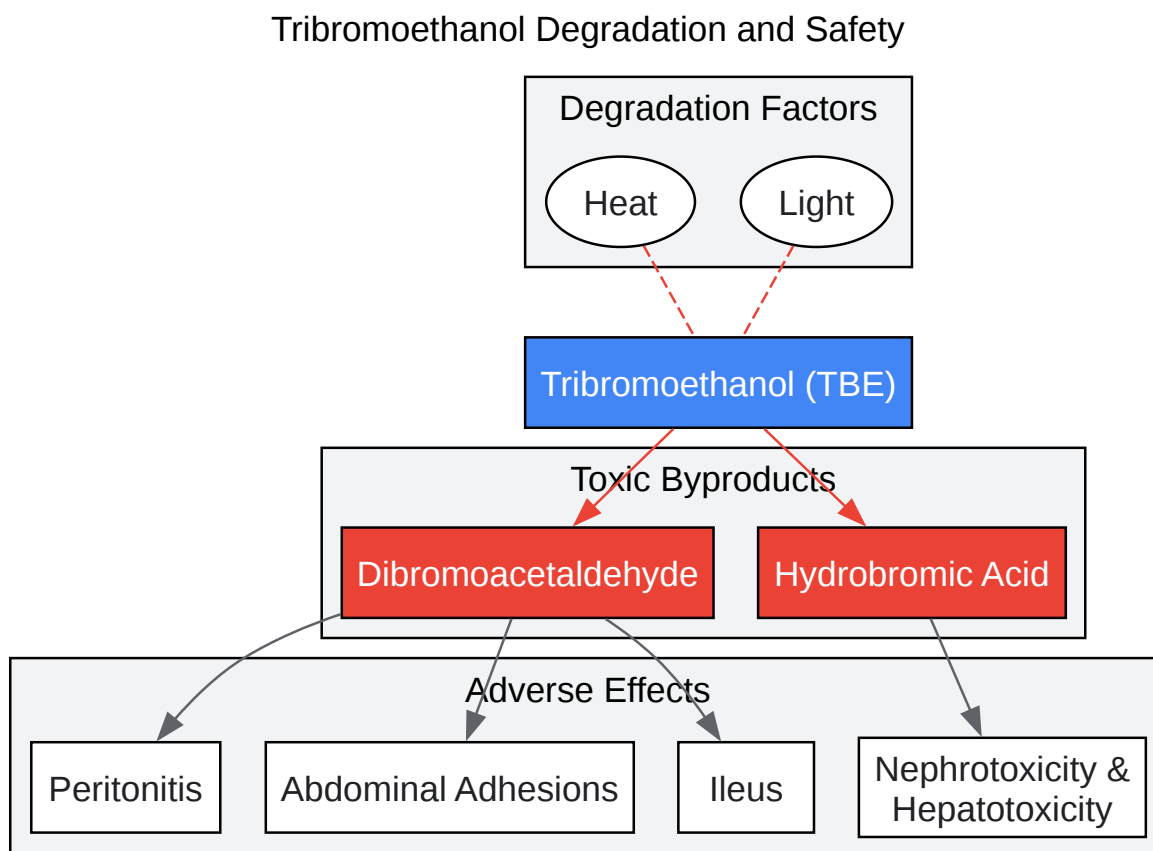 Tribromoethanol Degradation and Safety
Degradation Factors
Heat
Light
Tribromoethanol (TBE)
Toxic Byproducts
Dibromoacetaldehyde
Hydrobromic Acid
Adverse Effects
Peritonitis
Abdominal Adhesions
Ileus
Nephrotoxicity &
Hepatotoxicity